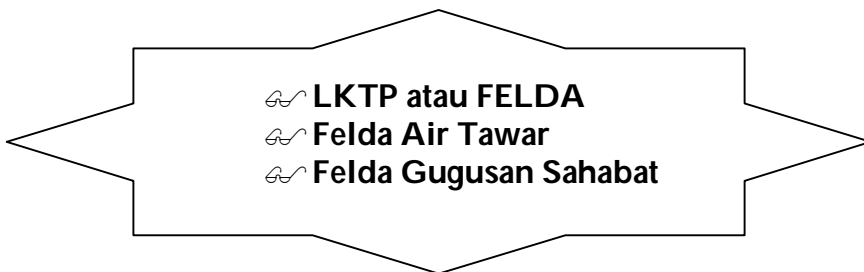 LKTP atau FELDA
Felda Air Tawar
Felda Gugusan Sahabat